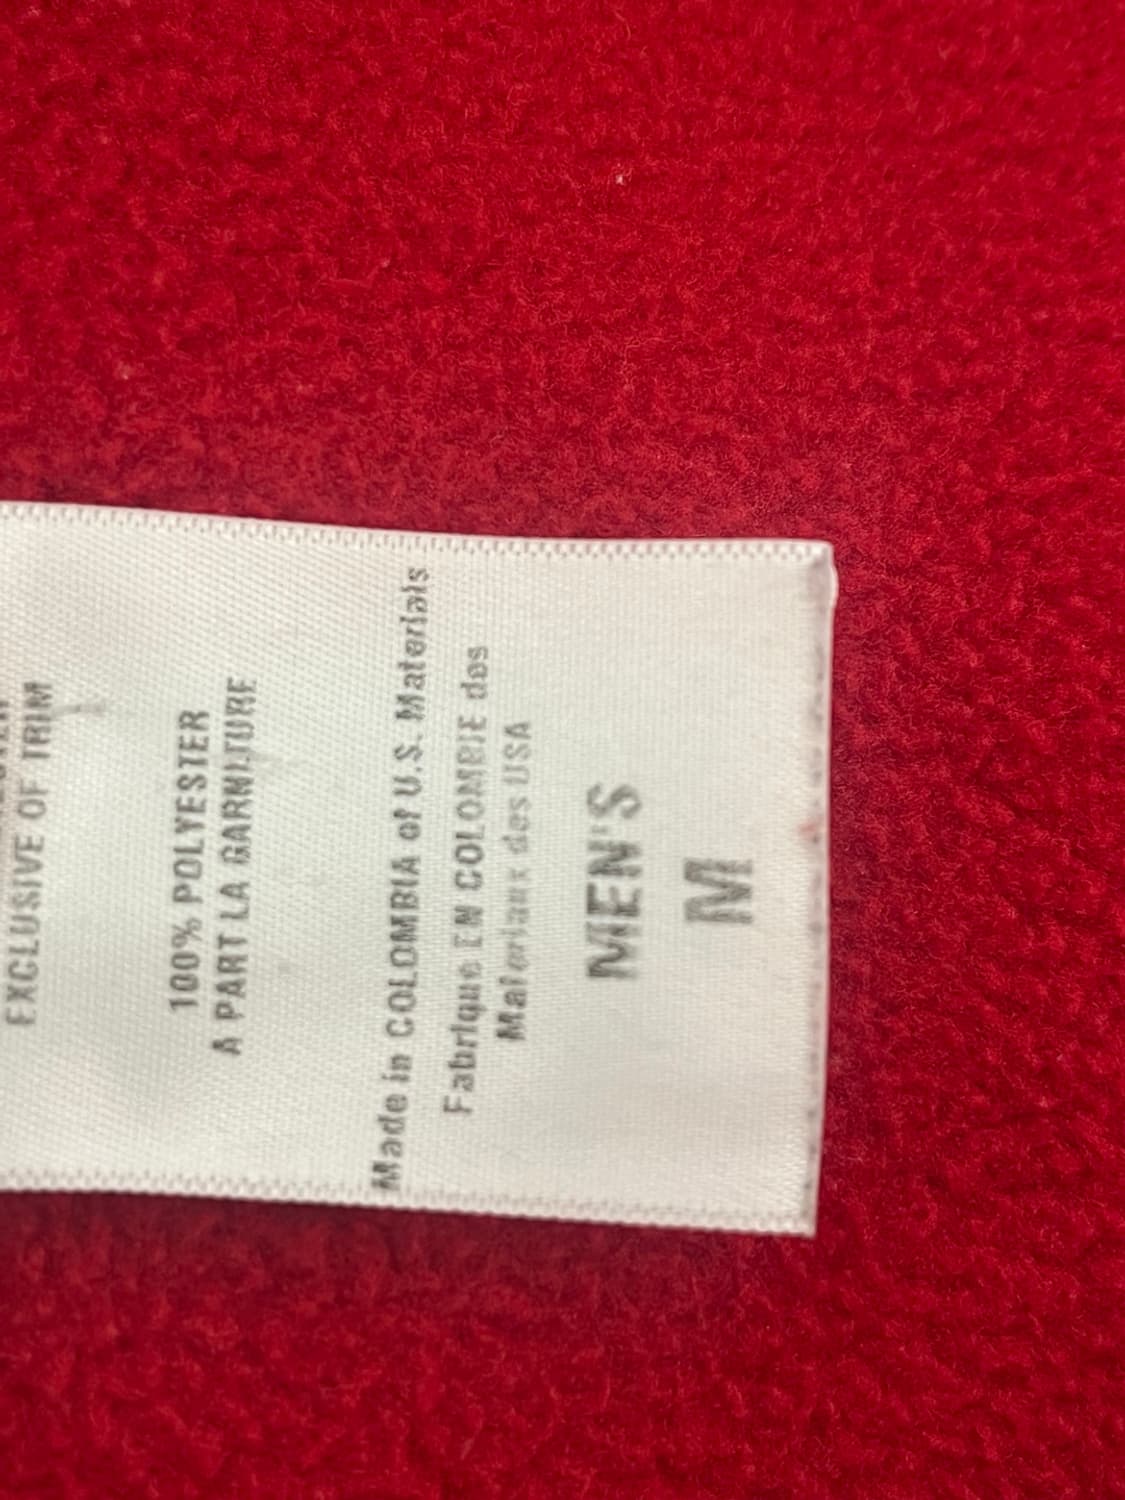 EXCLUSIVE OF TRIM
100% POLYESTER
A PART LA GARNITURE
Made in COLOMBIA of U.S. Materials
Fabrique EN COLOMBIE des
Materiaux des USA
MEN'S
M